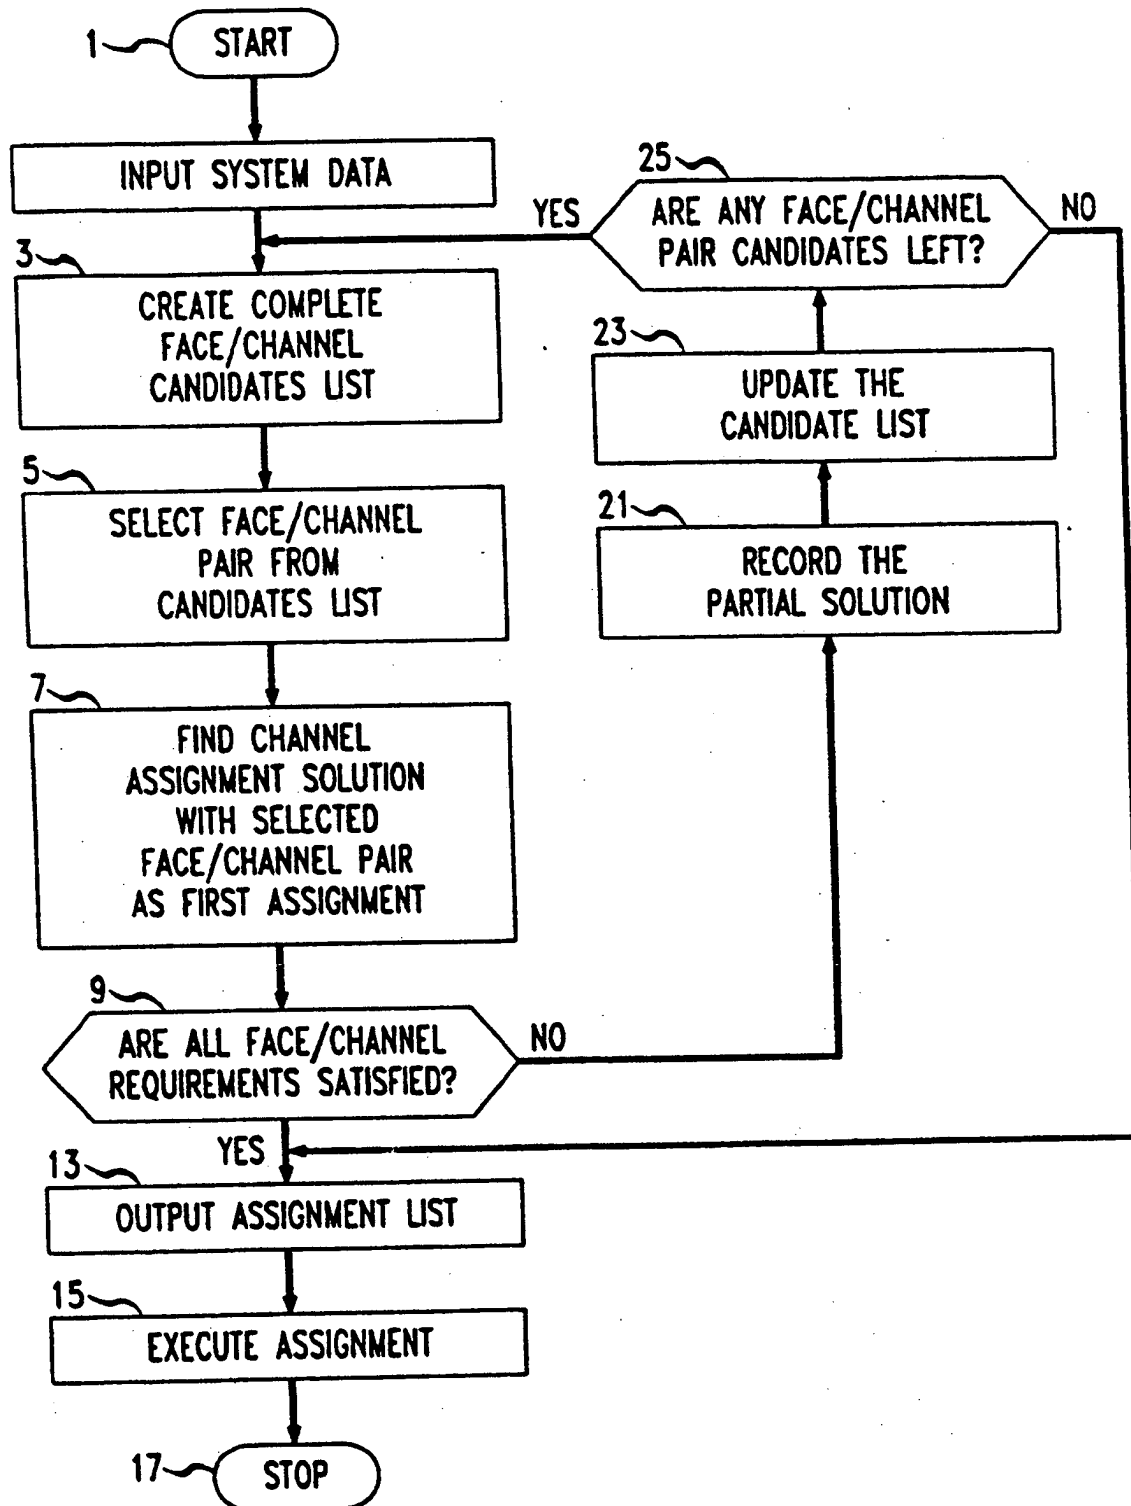 1
START
INPUT SYSTEM DATA
3
CREATE COMPLETE
FACE/CHANNEL
CANDIDATES LIST
5
SELECT FACE/CHANNEL
PAIR FROM
CANDIDATES LIST
7
FIND CHANNEL
ASSIGNMENT SOLUTION
WITH SELECTED
FACE/CHANNEL PAIR
AS FIRST ASSIGNMENT
9
ARE ALL FACE/CHANNEL
REQUIREMENTS SATISFIED?
NO
YES
13
OUTPUT ASSIGNMENT LIST
15
EXECUTE ASSIGNMENT
17
STOP
21
RECORD THE
PARTIAL SOLUTION
23
UPDATE THE
CANDIDATE LIST
25
ARE ANY FACE/CHANNEL
PAIR CANDIDATES LEFT?
YES
NO